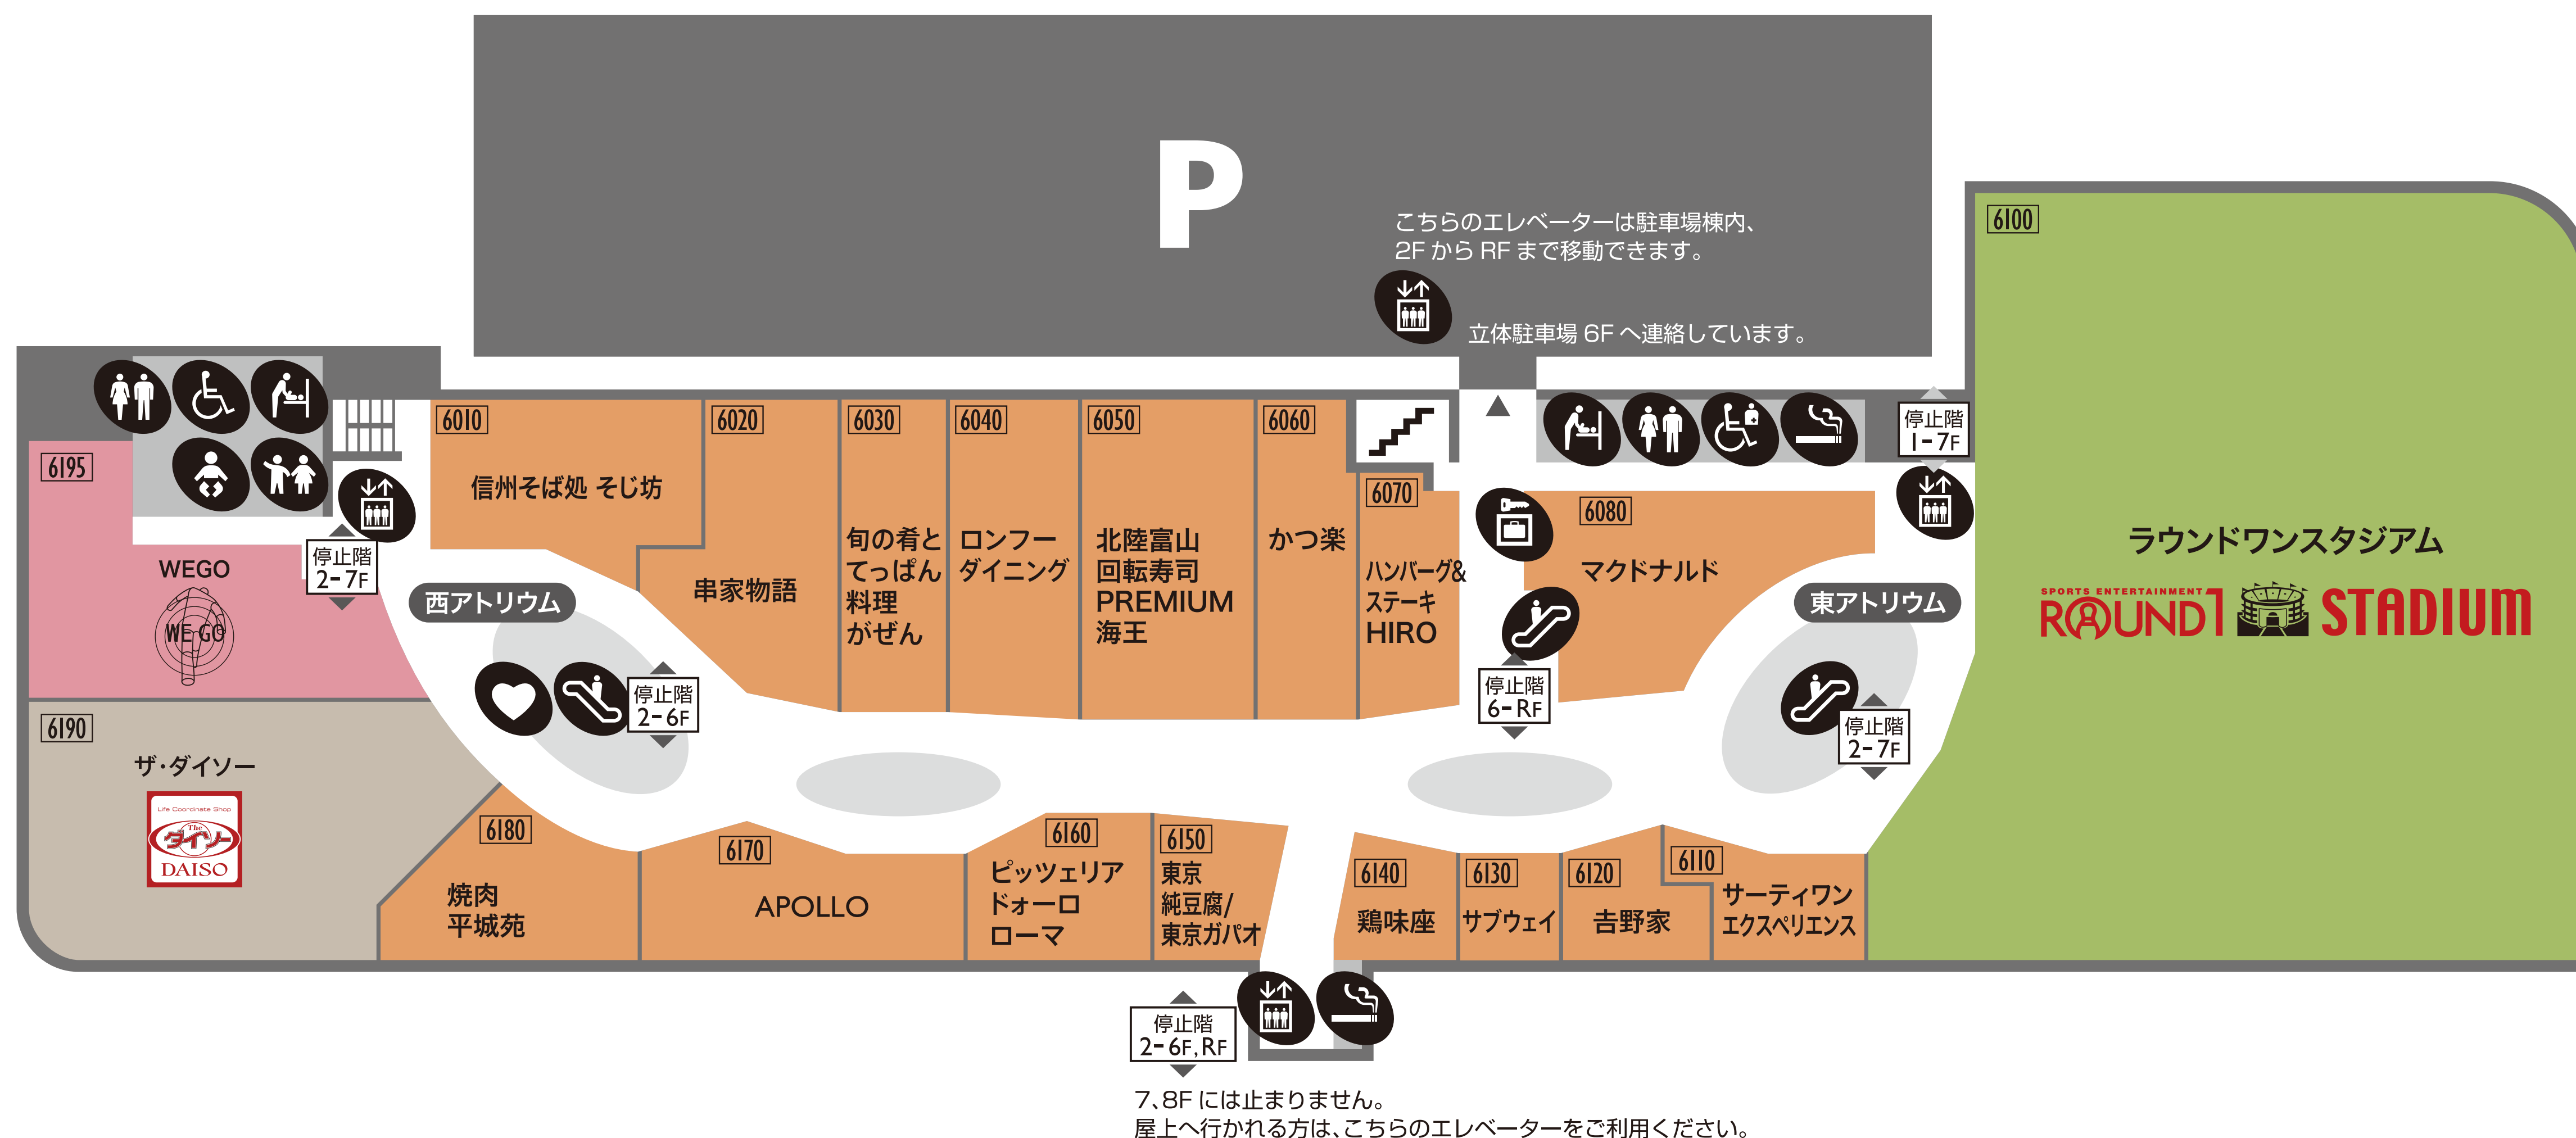 P
こちらのエレベーターは駐車場棟内、
2FからRFまで移動できます。
立体駐車場6Fへ連絡しています。
6100
ラウンドワンスタジアム
SPORTS ENTERTAINMENT
ROUND1 STADIUM
停止階
1-7F
6195
WEGO
WE GO
停止階
2-7F
6010
信州そば処 そじ坊
6020
串家物語
6030
旬の肴と
てっぱん
料理
がぜん
6040
ロンフー
ダイニング
6050
北陸富山
回転寿司
PREMIUM
海王
6060
かつ楽
6070
ハンバーグ&
ステーキ
HIRO
6080
マクドナルド
西アトリウム
東アトリウム
停止階
2-6F
停止階
6-RF
停止階
2-7F
6190
ザ・ダイソー
Life Coordinate Shop
The
ダイソー
DAISO
6180
焼肉
平城苑
6170
APOLLO
6160
ピッツェリア
ドォーロ
ローマ
6150
東京
純豆腐/
東京ガパオ
6140
鶏味座
6130
サブウェイ
6120
𠮷野家
6110
サーティワン
エクスペリエンス
停止階
2-6F,RF
7、8Fには止まりません。
屋上へ行かれる方は、こちらのエレベーターをご利用ください。